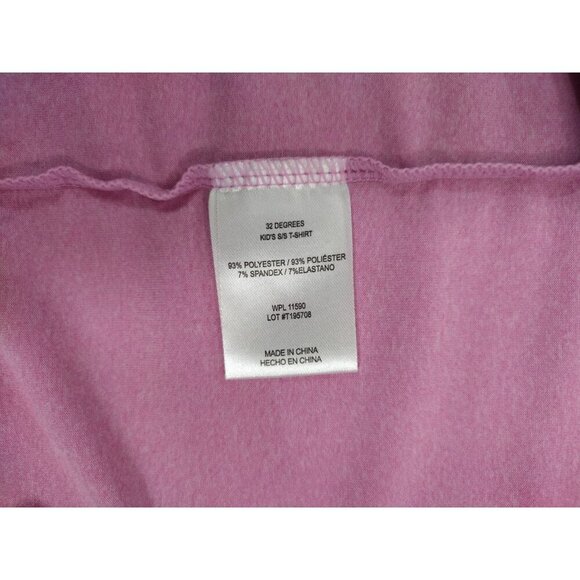 32 DEGREES
KID'S S/S T-SHIRT
93% POLYESTER / 93% POLIÉSTER
7% SPANDEX / 7%ELASTANO
WPL 11590
LOT #T195708
MADE IN CHINA
HECHO EN CHINA